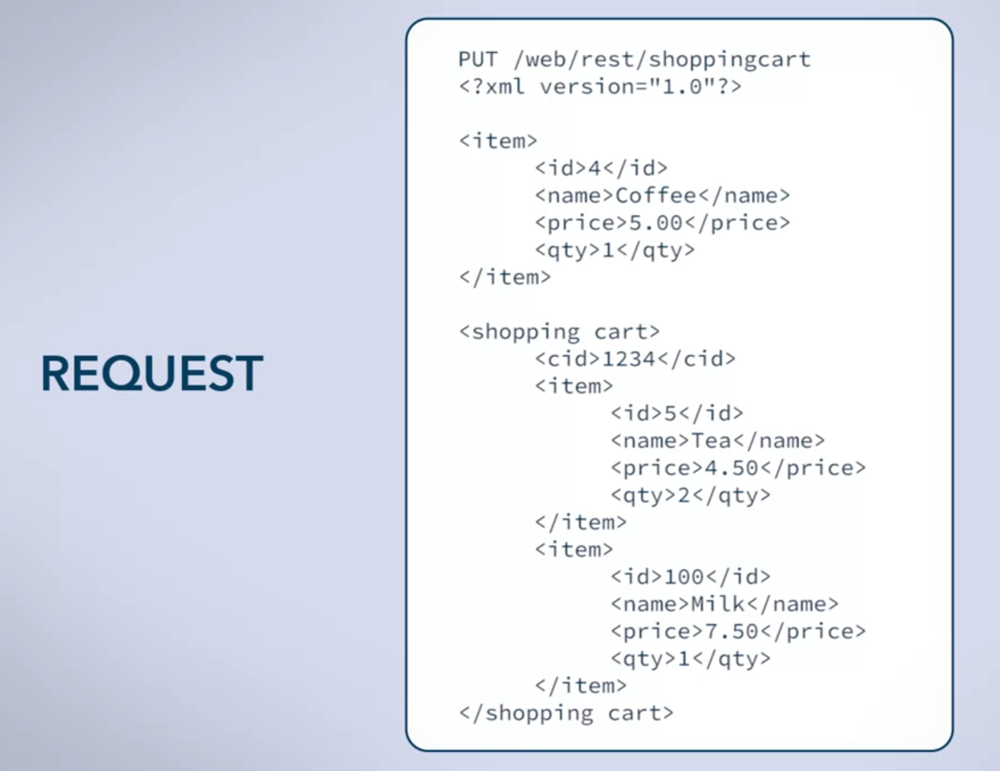 REQUEST
PUT /web/rest/shoppingcart
<?xml version="1.0"?>
<item>
<id>4</id>
<name>Coffee</name>
<price>5.00</price>
<qty>1</qty>
</item>
<shopping cart>
<cid>1234</cid>
<item>
<id>5</id>
<name>Tea</name>
<price>4.50</price>
<qty>2</qty>
</item>
<item>
<id>100</id>
<name>Milk</name>
<price>7.50</price>
<qty>1</qty>
</item>
</shopping cart>